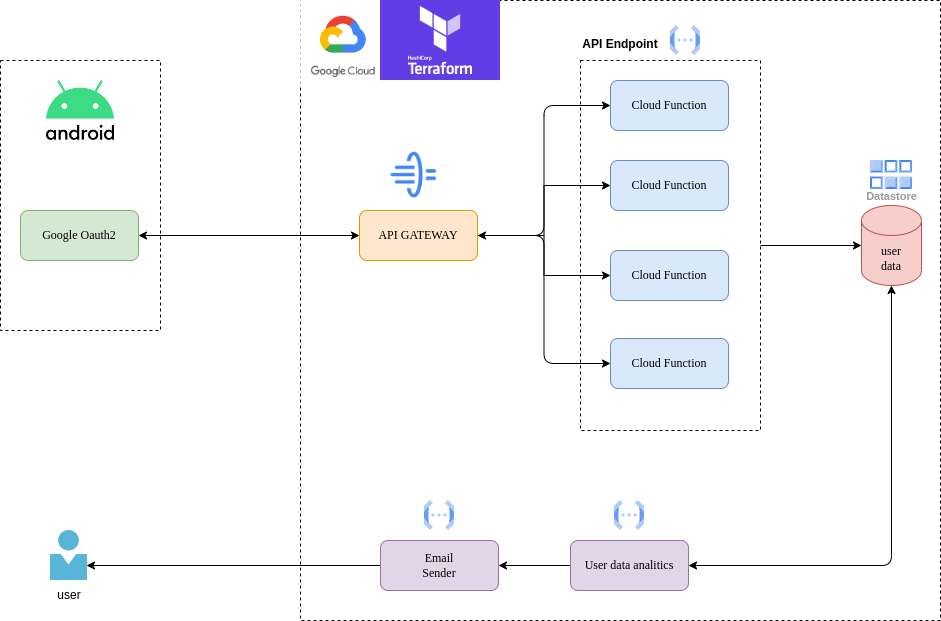 Google Cloud
HashiCorp
Terraform
API Endpoint
android
Cloud Function
Cloud Function
Datastore
Google Oauth2
API GATEWAY
user
data
Cloud Function
Cloud Function
Email
Sender
User data analitics
user